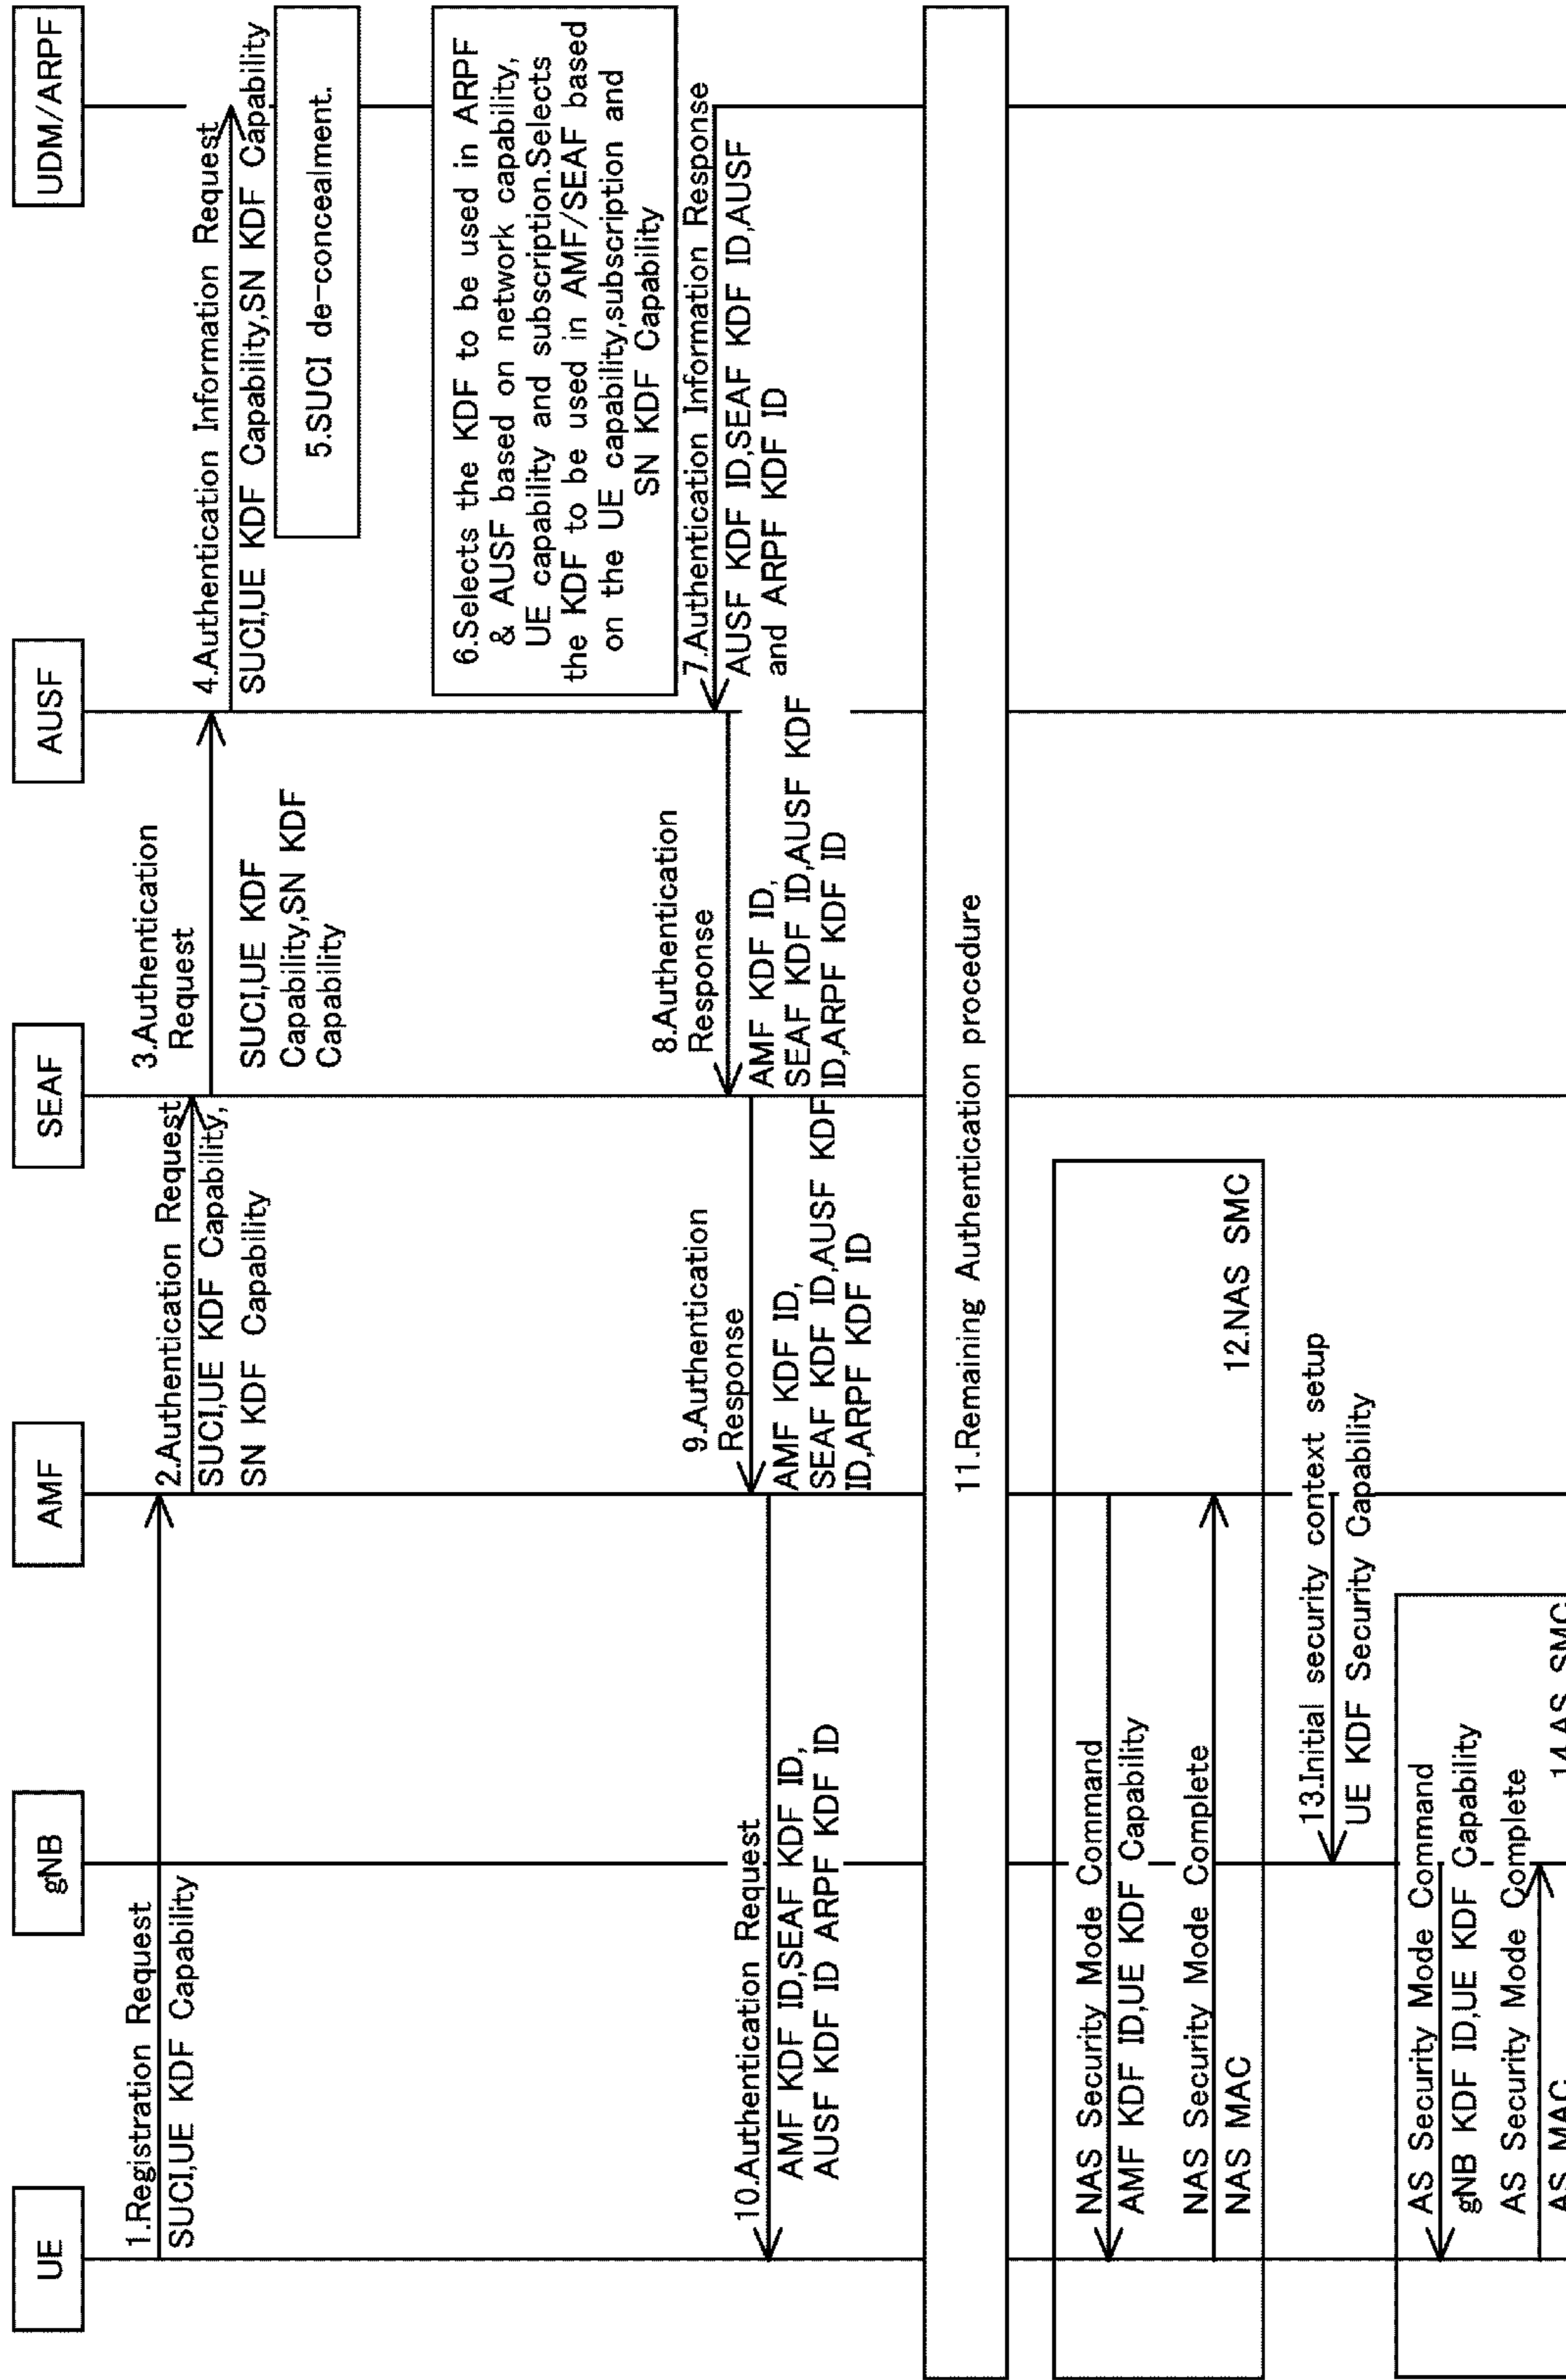 UE
gNB
AMF
SEAF
AUSF
UDM/ARPF
1.Registration Request
SUCI,UE KDF Capability
2.Authentication Request
SUCI,UE KDF Capability,
SN KDF Capability
3.Authentication
Request
SUCI,UE KDF
Capability,SN KDF
Capability
4.Authentication Information Request
SUCI,UE KDF Capability,SN KDF Capability
5.SUCI de-concealment.
6.Selects the KDF to be used in ARPF
& AUSF based on network capability,
UE capability and subscription.Selects
the KDF to be used in AMF/SEAF based
on the UE capability,subscription and
SN KDF Capability
7.Authentication Information Response
AUSF KDF ID,SEAF KDF ID,AUSF
and ARPF KDF ID
8.Authentication
Response
AMF KDF ID,
SEAF KDF ID,AUSF KDF
ID,ARPF KDF ID
9.Authentication
Response
AMF KDF ID,
SEAF KDF ID,AUSF KDF
ID,ARPF KDF ID
10.Authentication Request
AMF KDF ID,SEAF KDF ID,
AUSF KDF ID ARPF KDF ID
11.Remaining Authentication procedure
NAS Security Mode Command
AMF KDF ID,UE KDF Capability
NAS Security Mode Complete
NAS MAC
12.NAS SMC
13.Initial security context setup
UE KDF Security Capability
AS Security Mode Command
gNB KDF ID,UE KDF Capability
AS Security Mode Complete
AS MAC
14.AS SMC